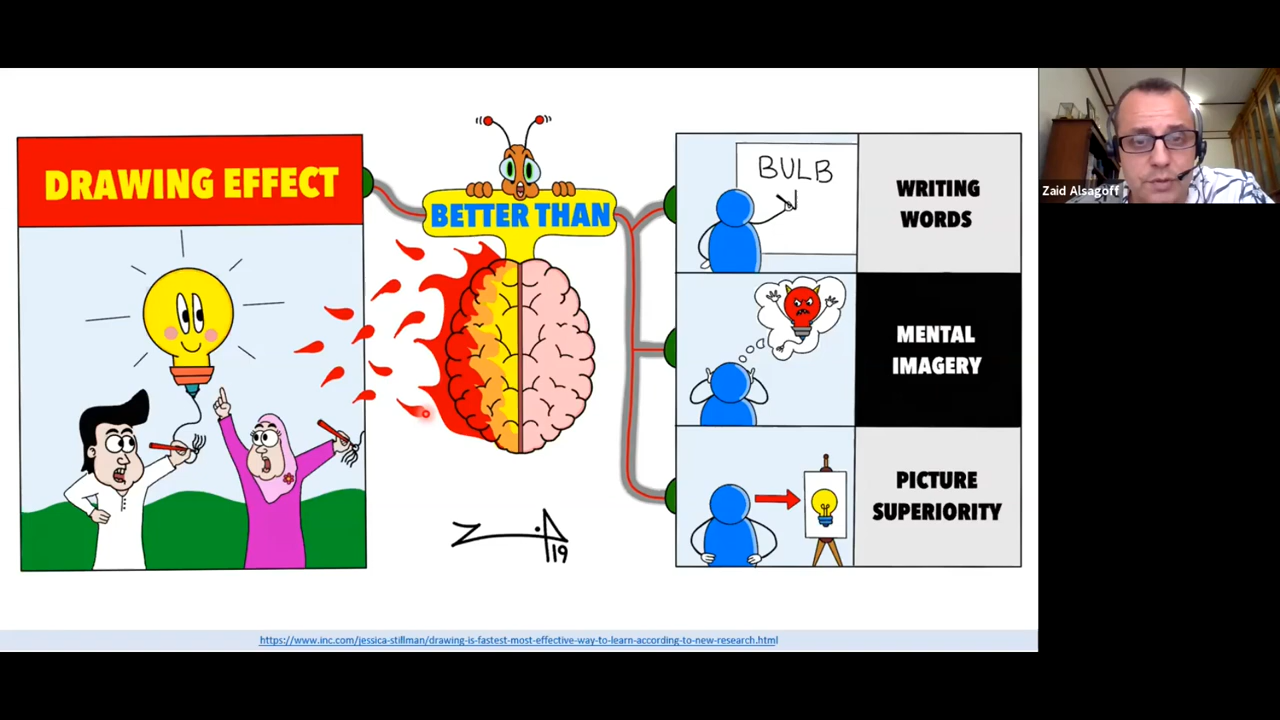 DRAWING EFFECT
BETTER THAN
BULB
WRITING
WORDS
MENTAL
IMAGERY
PICTURE
SUPERIORITY
19
https://www.inc.com/jessica-stillman/drawing-is-fastest-most-effective-way-to-learn-according-to-new-research.html
Zaid Alsagoff